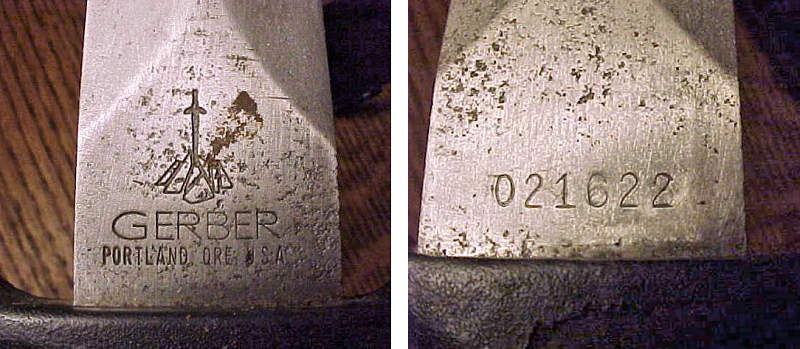 GERBER
PORTLAND, ORE. U.S.A.
021622